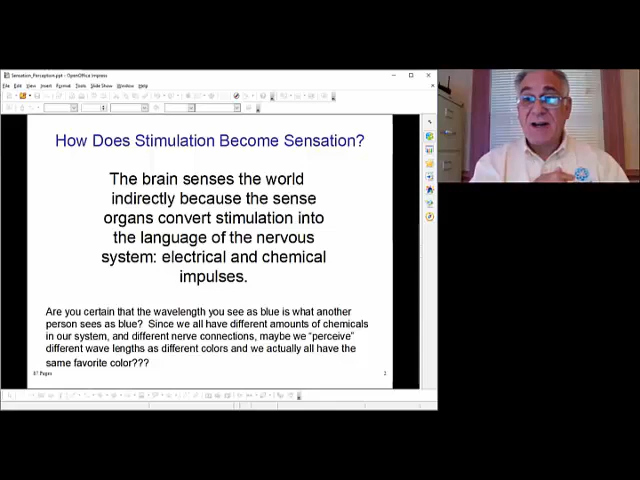 Sensation_Perception.ppt - OpenOffice Impress
File Edit View Insert Format Tools Slide Show Window Help
How Does Stimulation Become Sensation?
The brain senses the world
indirectly because the sense
organs convert stimulation into
the language of the nervous
system: electrical and chemical
impulses.
Are you certain that the wavelength you see as blue is what another
person sees as blue? Since we all have different amounts of chemicals
in our system, and different nerve connections, maybe we “perceive”
different wave lengths as different colors and we actually all have the
same favorite color???
87 Pages 2